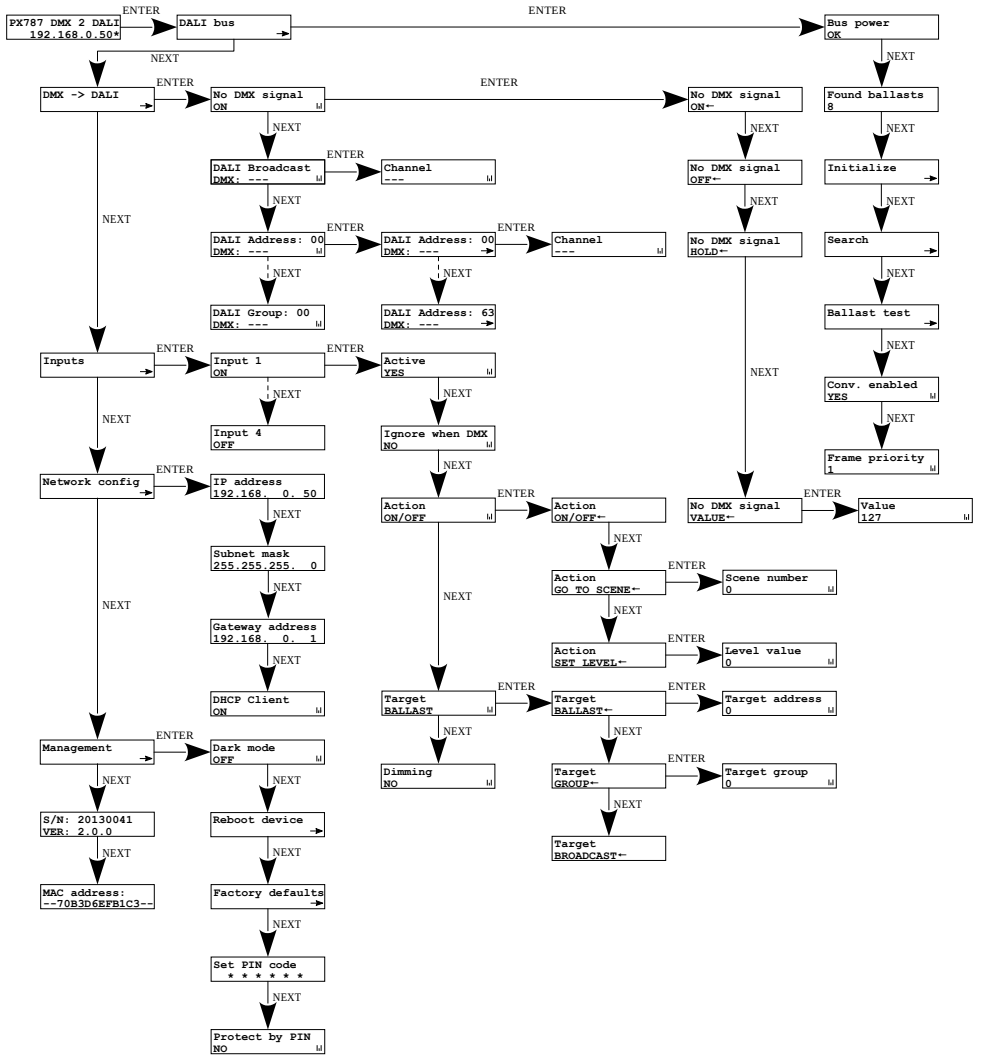 ENTER
PX787 DMX 2 DALI
192.168.0.50*
DALI bus
ENTER
Bus power
OK
NEXT
NEXT
DMX -> DALI
ENTER
No DMX signal
ON
ENTER
No DMX signal
ON←
Found ballasts
8
NEXT
NEXT
NEXT
DALI Broadcast
DMX: ---
ENTER
Channel
---
No DMX signal
OFF←
Initialize
NEXT
NEXT
NEXT
NEXT
DALI Address: 00
DMX: ---
ENTER
DALI Address: 00
DMX: ---
ENTER
Channel
---
No DMX signal
HOLD←
Search
NEXT
NEXT
NEXT
DALI Group: 00
DMX: ---
DALI Address: 63
DMX: ---
Ballast test
NEXT
Inputs
ENTER
Input 1
ON
ENTER
Active
YES
NEXT
Conv. enabled
YES
NEXT
NEXT
NEXT
NEXT
Input 4
OFF
Ignore when DMX
NO
Frame priority
1
NEXT
Network config
ENTER
IP address
192.168.  0. 50
Action
ON/OFF
ENTER
Action
ON/OFF←
No DMX signal
VALUE←
ENTER
Value
127
NEXT
NEXT
Subnet mask
255.255.255.  0
Action
GO TO SCENE←
ENTER
Scene number
0
NEXT
NEXT
NEXT
NEXT
Gateway address
192.168.  0.  1
Action
SET LEVEL←
ENTER
Level value
0
NEXT
DHCP Client
ON
Target
BALLAST
ENTER
Target
BALLAST←
ENTER
Target address
0
NEXT
NEXT
Management
ENTER
Dark mode
OFF
Dimming
NO
Target
GROUP←
ENTER
Target group
0
NEXT
NEXT
NEXT
S/N: 20130041
VER: 2.0.0
Reboot device
Target
BROADCAST←
NEXT
NEXT
MAC address:
--70B3D6EFB1C3--
Factory defaults
NEXT
Set PIN code
* * * * * *
NEXT
Protect by PIN
NO